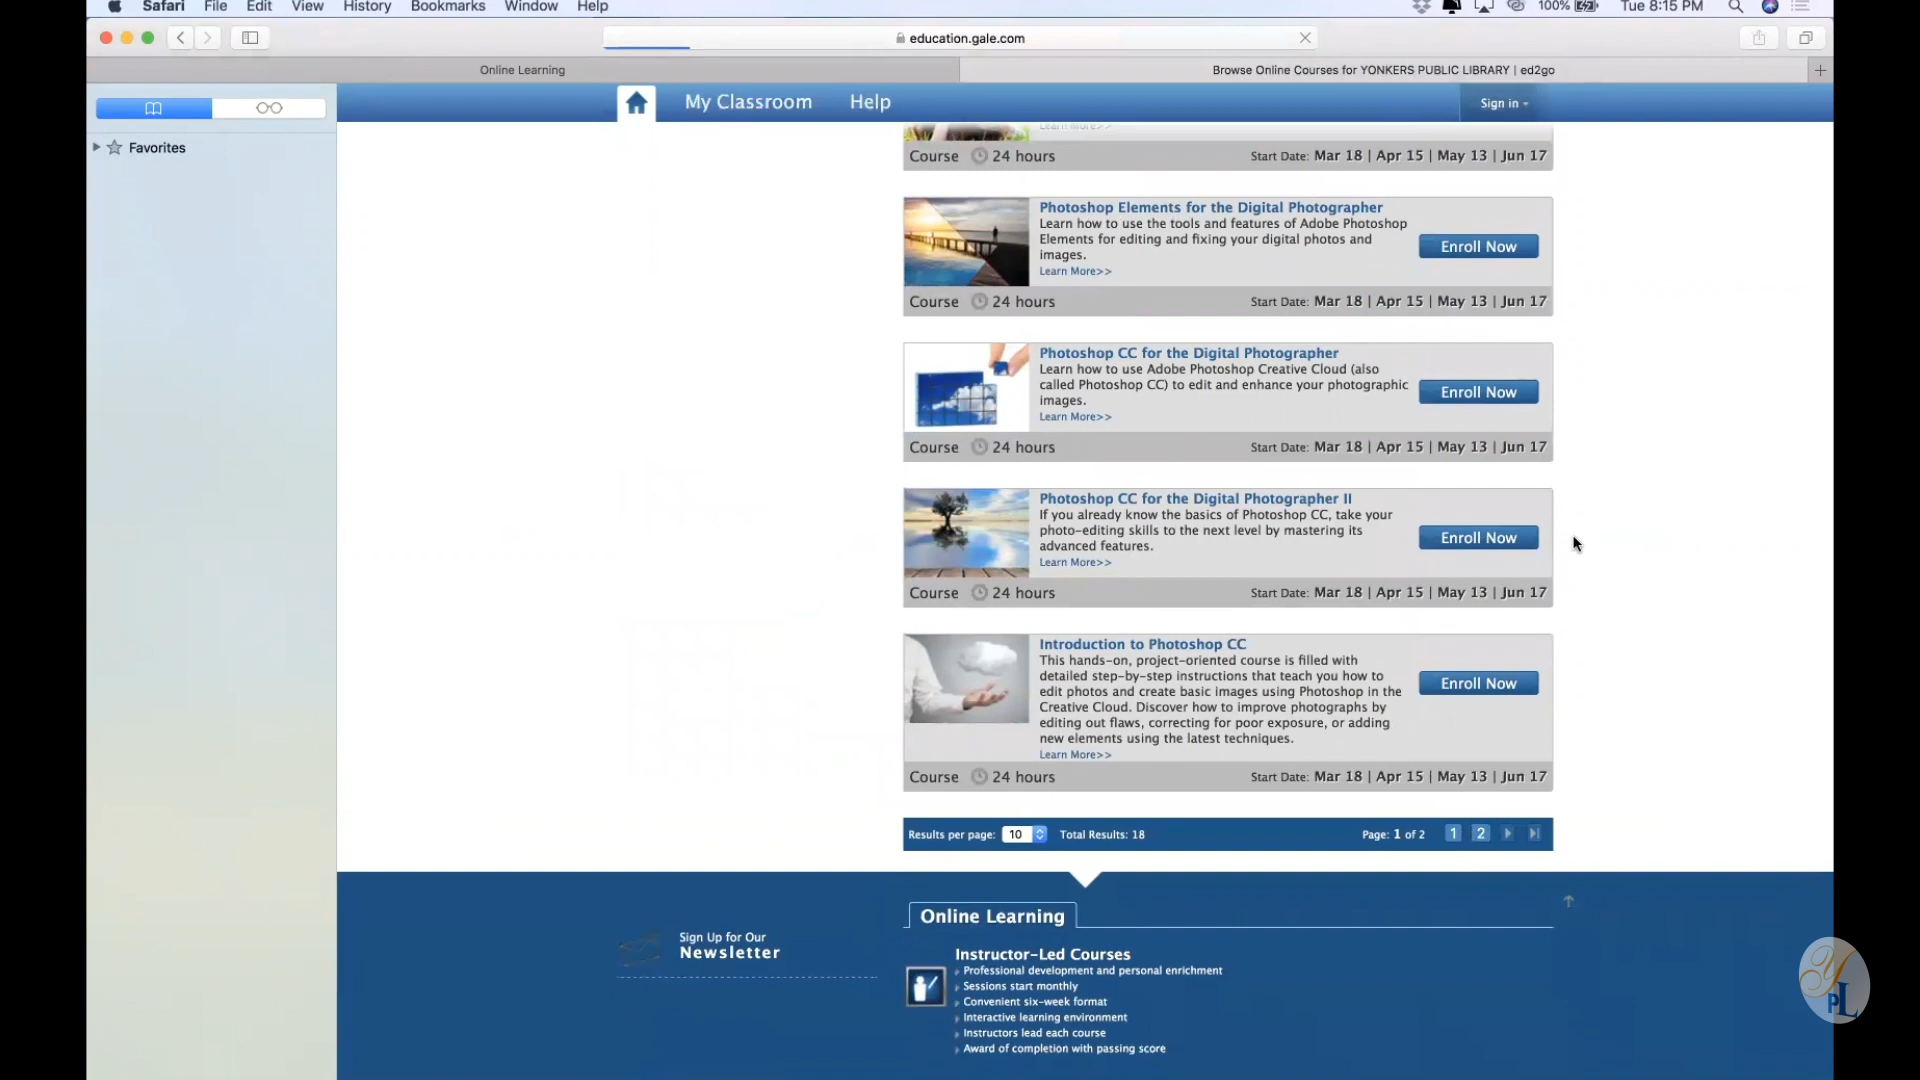 Safari File Edit View History Bookmarks Window Help
100% Tue 8:15 PM
education.gale.com
Online Learning
Browse Online Courses for YONKERS PUBLIC LIBRARY | ed2go
My Classroom Help
Sign in
Favorites
Learn more>>
Course 24 hours
Start Date: Mar 18 | Apr 15 | May 13 | Jun 17
Photoshop Elements for the Digital Photographer
Learn how to use the tools and features of Adobe Photoshop
Elements for editing and fixing your digital photos and
images.
Learn More>>
Enroll Now
Course 24 hours
Start Date: Mar 18 | Apr 15 | May 13 | Jun 17
Photoshop CC for the Digital Photographer
Learn how to use Adobe Photoshop Creative Cloud (also
called Photoshop CC) to edit and enhance your photographic
images.
Learn More>>
Enroll Now
Course 24 hours
Start Date: Mar 18 | Apr 15 | May 13 | Jun 17
Photoshop CC for the Digital Photographer II
If you already know the basics of Photoshop CC, take your
photo-editing skills to the next level by mastering its
advanced features.
Learn More>>
Enroll Now
Course 24 hours
Start Date: Mar 18 | Apr 15 | May 13 | Jun 17
Introduction to Photoshop CC
This hands-on, project-oriented course is filled with
detailed step-by-step instructions that teach you how to
edit photos and create basic images using Photoshop in the
Creative Cloud. Discover how to improve photographs by
editing out flaws, correcting for poor exposure, or adding
new elements using the latest techniques.
Learn More>>
Enroll Now
Course 24 hours
Start Date: Mar 18 | Apr 15 | May 13 | Jun 17
Results per page: 10 Total Results: 18
Page: 1 of 2 1 2
Online Learning
Sign Up for Our
Newsletter
Instructor-Led Courses
Professional development and personal enrichment
Sessions start monthly
Convenient six-week format
Interactive learning environment
Instructors lead each course
Award of completion with passing score
YPL